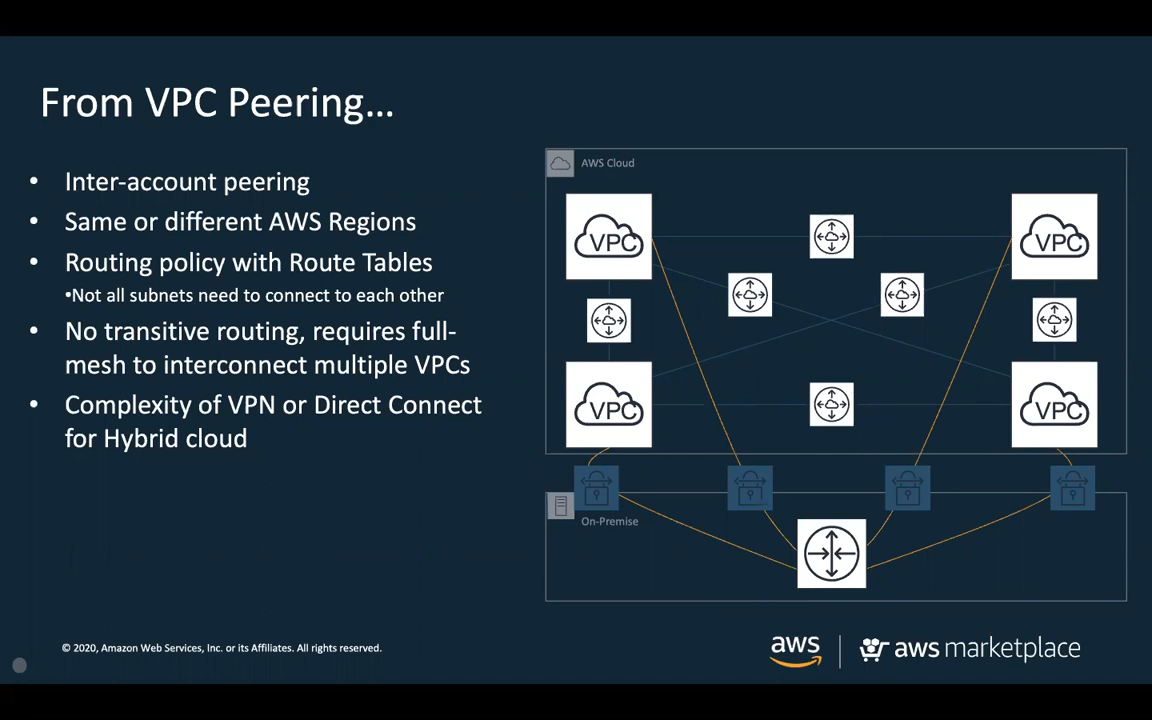 From VPC Peering...
• Inter-account peering
• Same or different AWS Regions
• Routing policy with Route Tables
•Not all subnets need to connect to each other
• No transitive routing, requires full-
mesh to interconnect multiple VPCs
• Complexity of VPN or Direct Connect
for Hybrid cloud
AWS Cloud
VPC
VPC
VPC
VPC
On-Premise
© 2020, Amazon Web Services, Inc. or its Affiliates. All rights reserved.
aws
aws marketplace